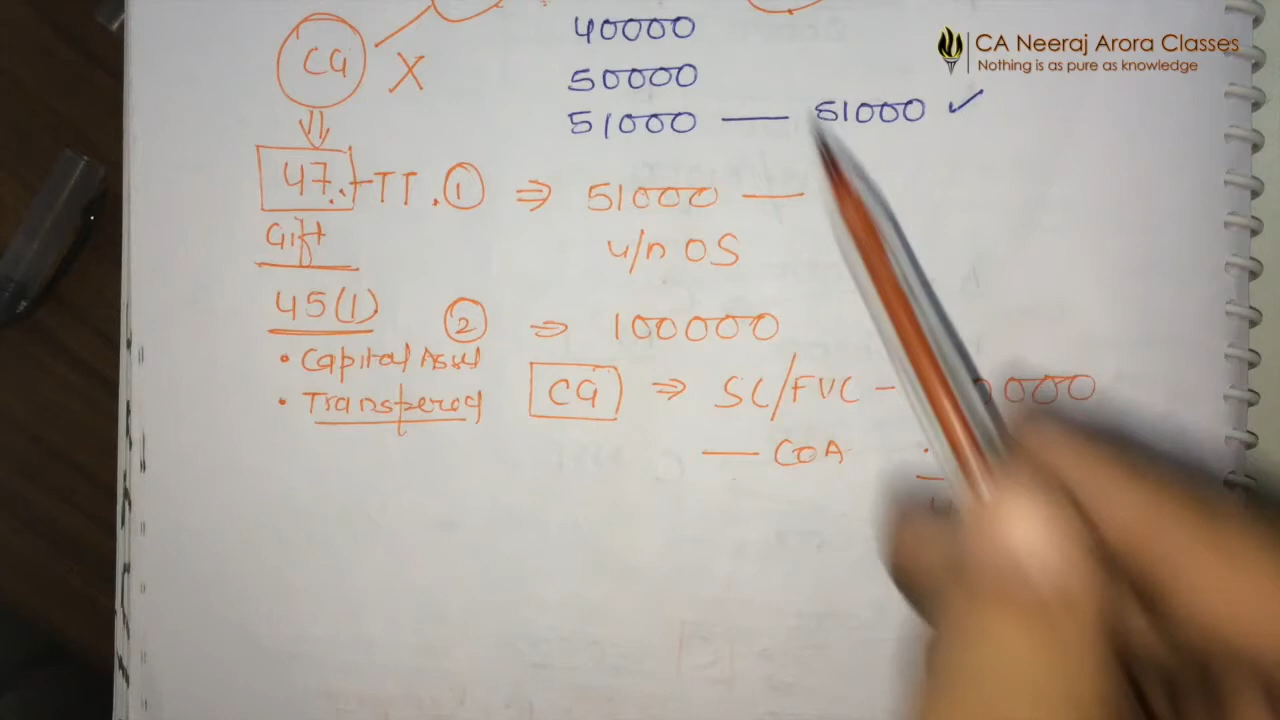 40000
CA Neeraj Arora Classes
Nothing is as pure as knowledge
CG X
50000
51000 — 51000 ✓
47 TT . ① ⇒ 51000 —
Gift
u/n OS
45(1)
② ⇒ 100000
• Capital Asset
CG ⇒ SC/FVC - 0000
• Transfered
— COA